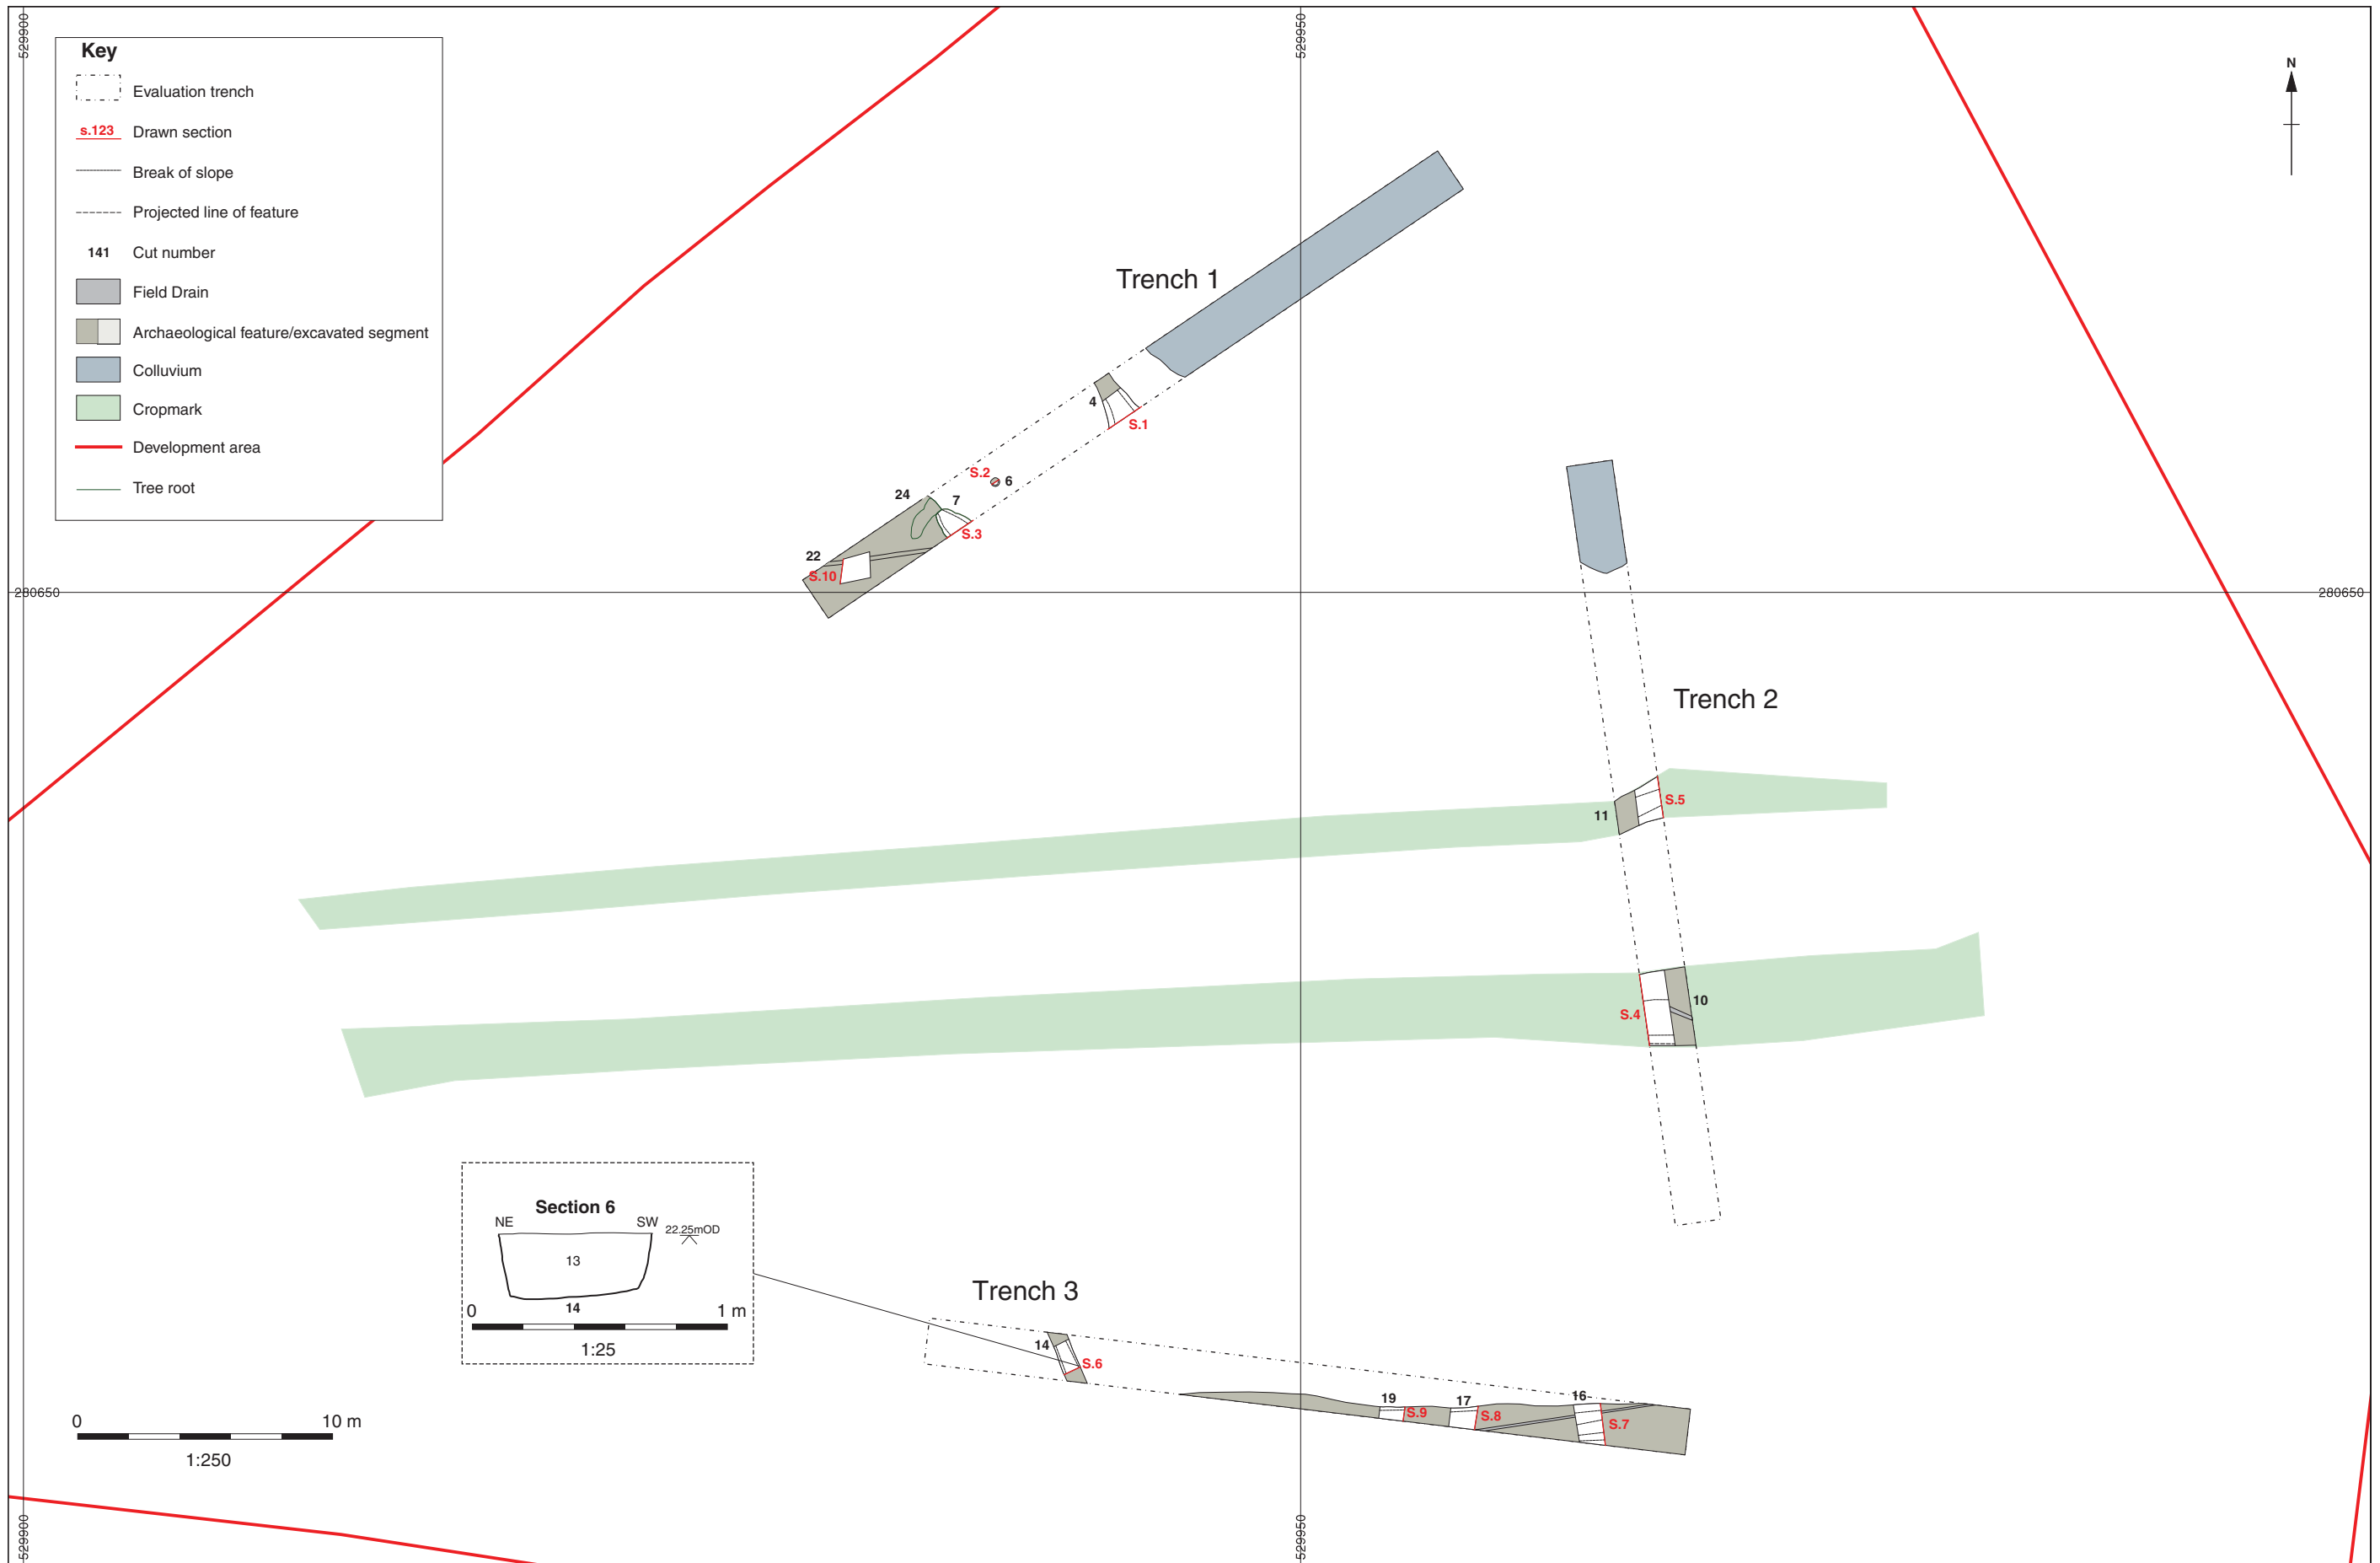 529900
529950
Key
Evaluation trench
s.123 Drawn section
Break of slope
Projected line of feature
141 Cut number
Field Drain
Archaeological feature/excavated segment
Colluvium
Cropmark
Development area
Tree root
N
Trench 1
4
S.1
S.2
6
24
7
S.3
22
S.10
280650
280650
Trench 2
S.5
11
10
S.4
Section 6
NE
SW
22.25mOD
13
14
0
1 m
1:25
Trench 3
14
S.6
19
S.9
17
S.8
16
S.7
0
10 m
1:250
529900
529950